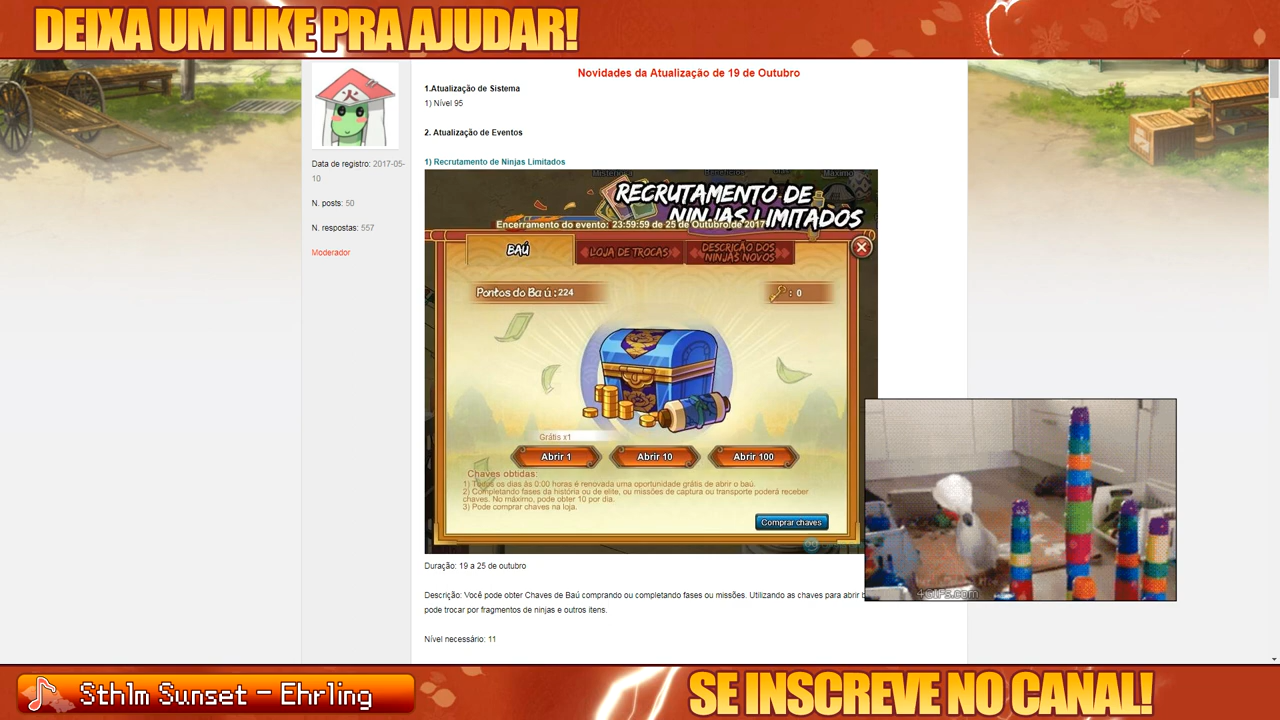 DEIXA UM LIKE PRA AJUDAR!
Novidades da Atualização de 19 de Outubro
1.Atualização de Sistema
1) Nível 95
2. Atualização de Eventos
1) Recrutamento de Ninjas Limitados
Data de registro: 2017-05-
10
N. posts: 50
N. respostas: 557
Moderador
Máximo
RECRUTAMENTO DE
NINJAS LIMITADOS
Encerramento do evento: 23:59:59 de 25 de Outubro,de 2017
BAÚ
LOJA DE TROCAS
DESCRIÇÃO DOS
NINJAS NOVOS
Pontos do Baú:224
: 0
Grátis x1
Abrir 1
Abrir 10
Abrir 100
Chaves obtidas:
1) Todos os dias às 0:00 horas é renovada uma oportunidade grátis de abrir o baú.
2) Completando fases da história ou de elite, ou missões de captura ou transporte poderá receber
chaves. No máximo, pode obter 10 por dia.
3) Pode comprar chaves na loja.
Comprar chaves
Duração: 19 a 25 de outubro
Descrição: Você pode obter Chaves de Baú comprando ou completando fases ou missões. Utilizando as chaves para abrir
pode trocar por fragmentos de ninjas e outros itens.
Nível necessário: 11
4GIFs.com
Sthlm Sunset - Ehrling
SE INSCREVE NO CANAL!